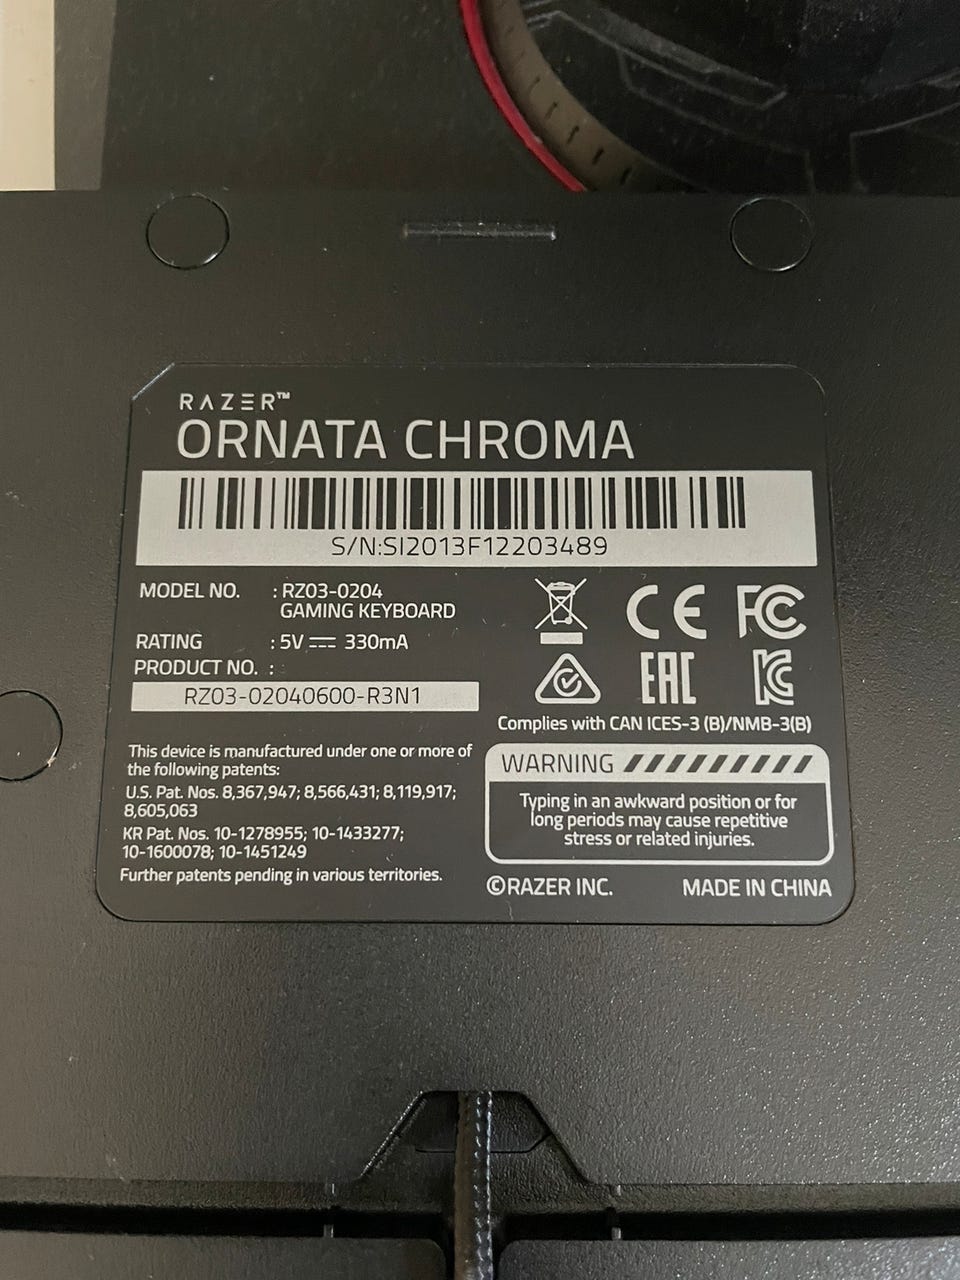 RAZER™
ORNATA CHROMA
S/N:SI2013F12203489
MODEL NO. : RZ03-0204
GAMING KEYBOARD
RATING : 5V ⎓ 330mA
PRODUCT NO. :
RZ03-02040600-R3N1
CE FC
EAC KC
Complies with CAN ICES-3 (B)/NMB-3(B)
This device is manufactured under one or more of
the following patents:
U.S. Pat. Nos. 8,367,947; 8,566,431; 8,119,917;
8,605,063
KR Pat. Nos. 10-1278955; 10-1433277;
10-1600078; 10-1451249
Further patents pending in various territories.
WARNING
Typing in an awkward position or for
long periods may cause repetitive
stress or related injuries.
©RAZER INC. MADE IN CHINA